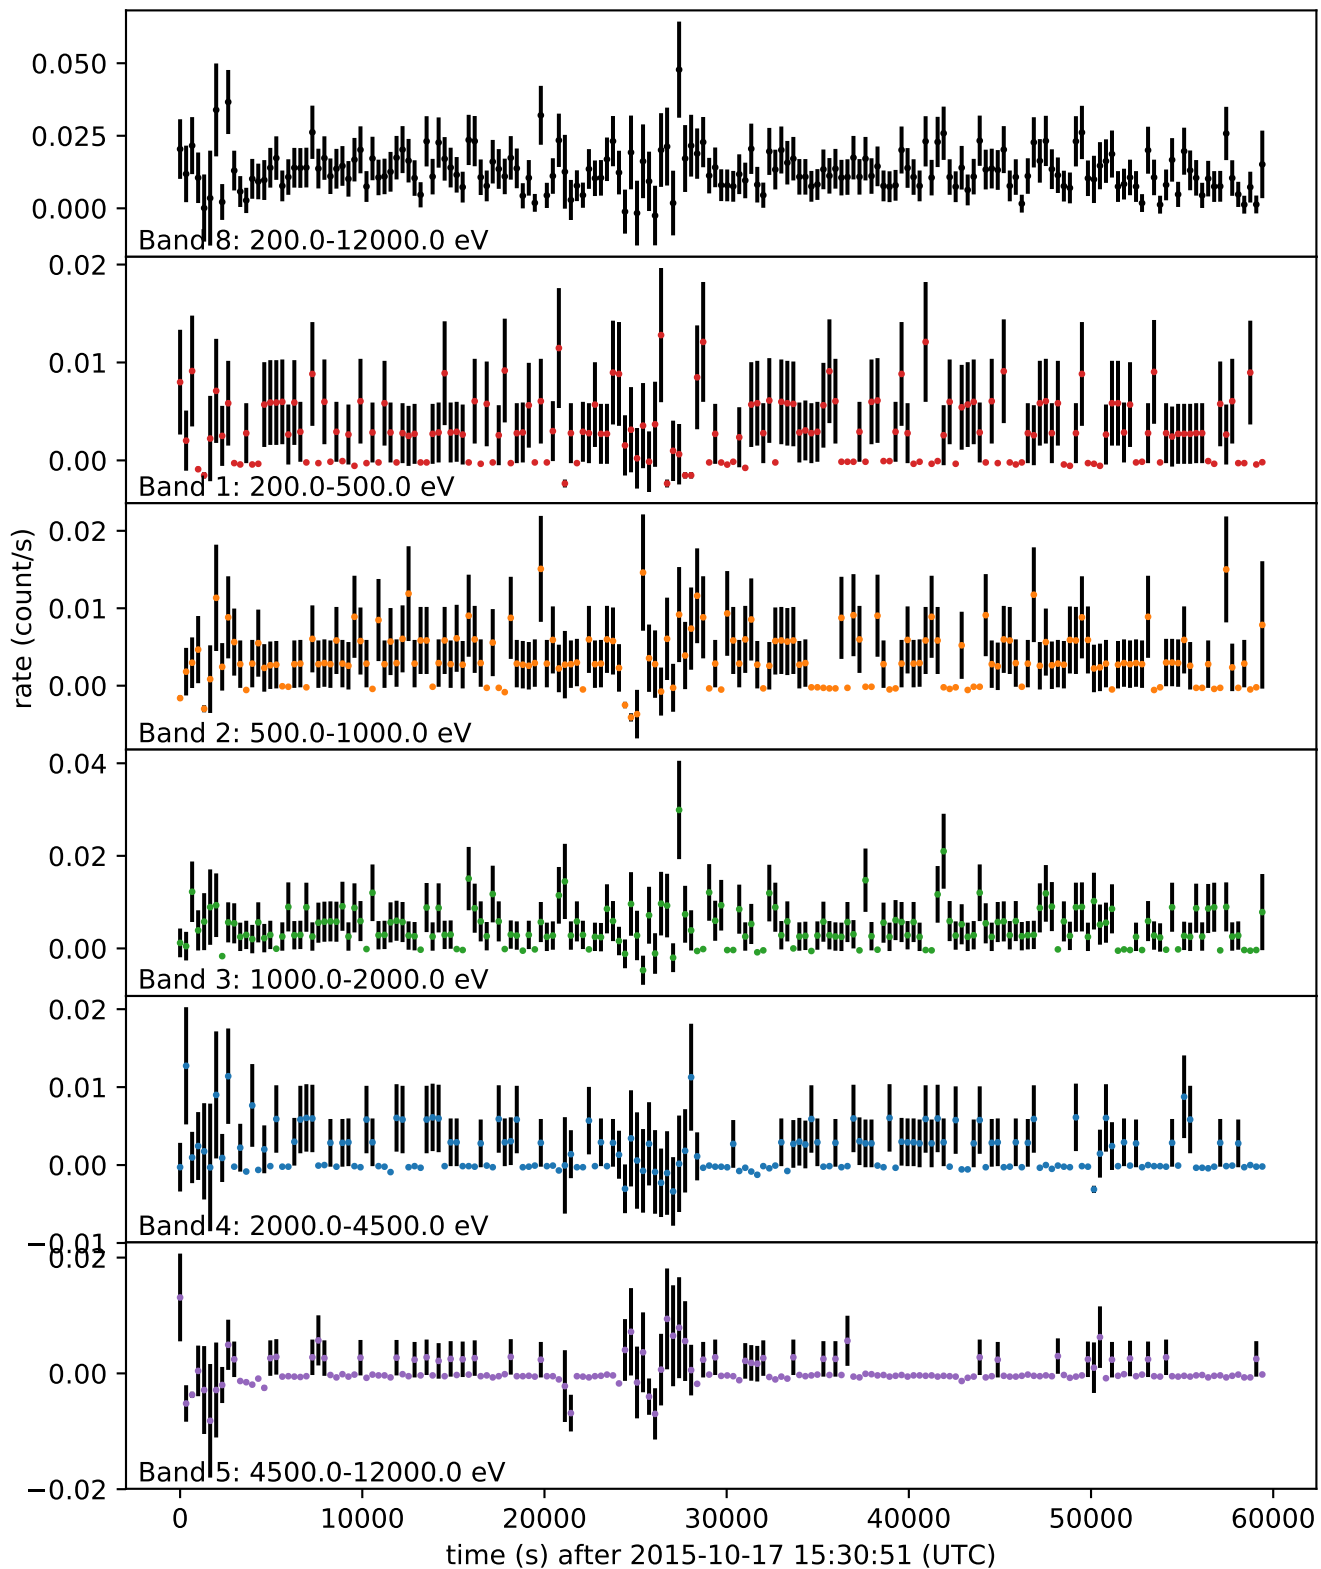 0.050
0.025
0.000
Band 8: 200.0-12000.0 eV
0.02
0.01
0.00
Band 1: 200.0-500.0 eV
rate (count/s)
0.02
0.01
0.00
Band 2: 500.0-1000.0 eV
0.04
0.02
0.00
Band 3: 1000.0-2000.0 eV
0.02
0.01
0.00
Band 4: 2000.0-4500.0 eV
−0.01
0.02
0.00
Band 5: 4500.0-12000.0 eV
−0.02
0 10000 20000 30000 40000 50000 60000
time (s) after 2015-10-17 15:30:51 (UTC)